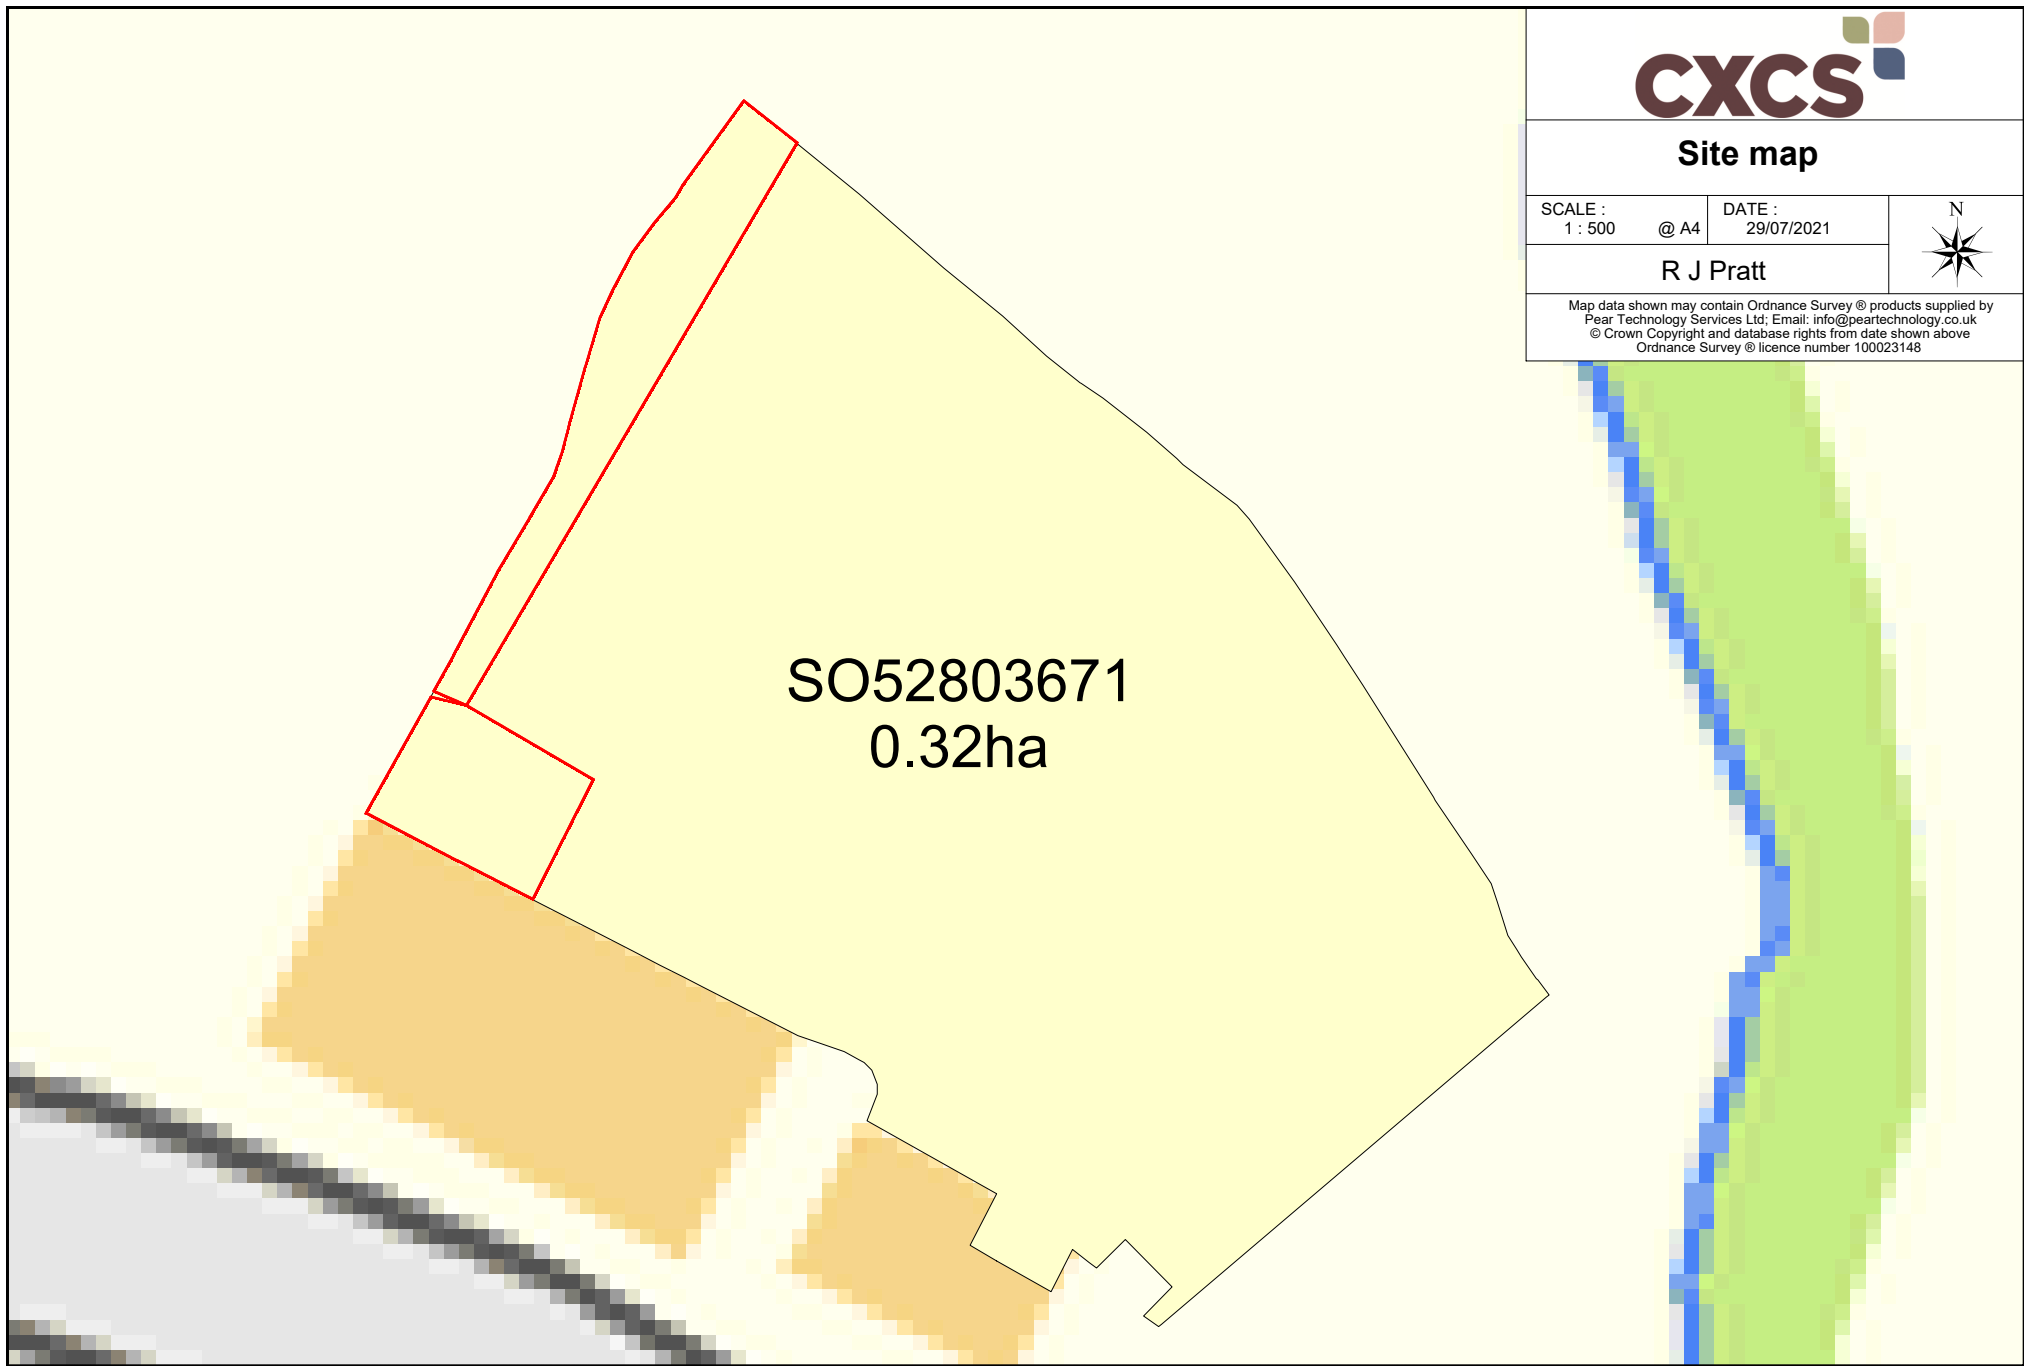 CXCS
Site map
SCALE :
1 : 500 @ A4
DATE :
29/07/2021
N
R J Pratt
Map data shown may contain Ordnance Survey ® products supplied by
Pear Technology Services Ltd; Email: info@peartechnology.co.uk
© Crown Copyright and database rights from date shown above
Ordnance Survey ® licence number 100023148
SO52803671
0.32ha